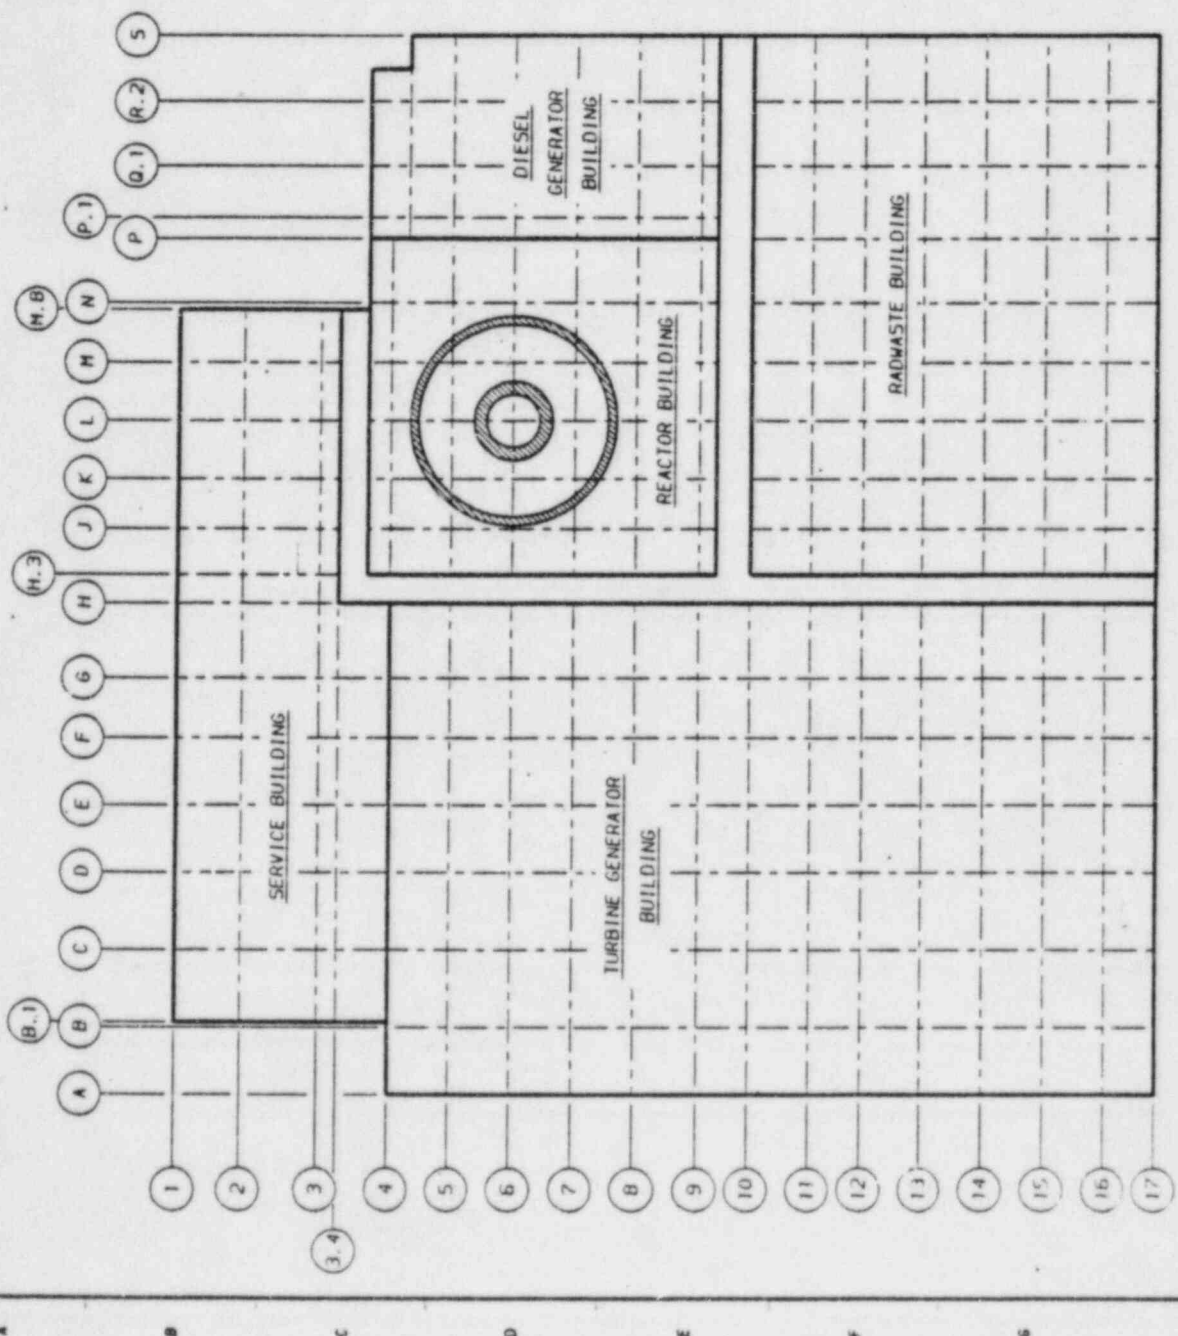 G
F
E
D
C
B
A
B.1
H.3
M.8
A
B
C
D
E
F
G
H
J
K
L
M
N
P.1
P
Q.1
R.2
S
1
2
3
3.4
4
5
6
7
8
9
10
11
12
13
14
15
16
17
SERVICE BUILDING
DIESEL
GENERATOR
BUILDING
TURBINE GENERATOR
BUILDING
REACTOR BUILDING
RADWASTE BUILDING